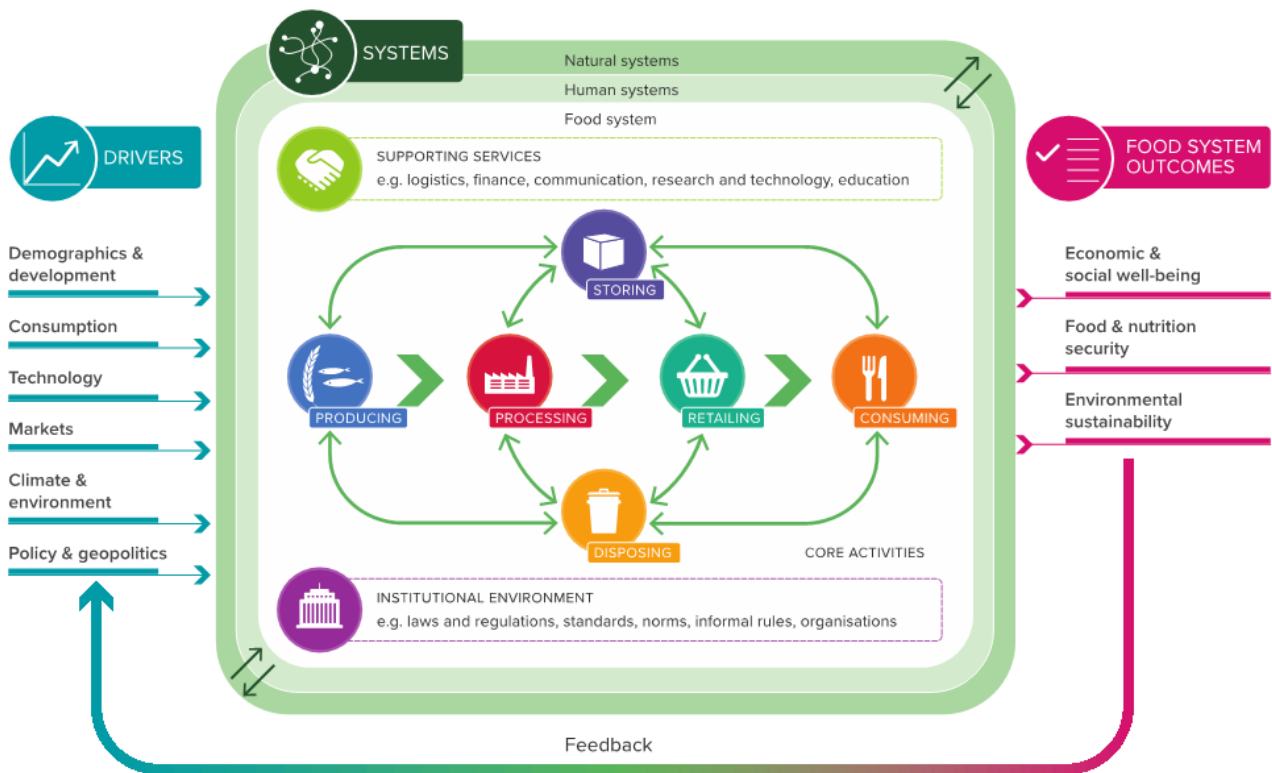 SYSTEMS
Natural systems
Human systems
Food system
DRIVERS
Demographics &
development
Consumption
Technology
Markets
Climate &
environment
Policy & geopolitics
SUPPORTING SERVICES
e.g. logistics, finance, communication, research and technology, education
STORING
PRODUCING
PROCESSING
RETAILING
CONSUMING
DISPOSING
CORE ACTIVITIES
INSTITUTIONAL ENVIRONMENT
e.g. laws and regulations, standards, norms, informal rules, organisations
FOOD SYSTEM
OUTCOMES
Economic &
social well-being
Food & nutrition
security
Environmental
sustainability
Feedback